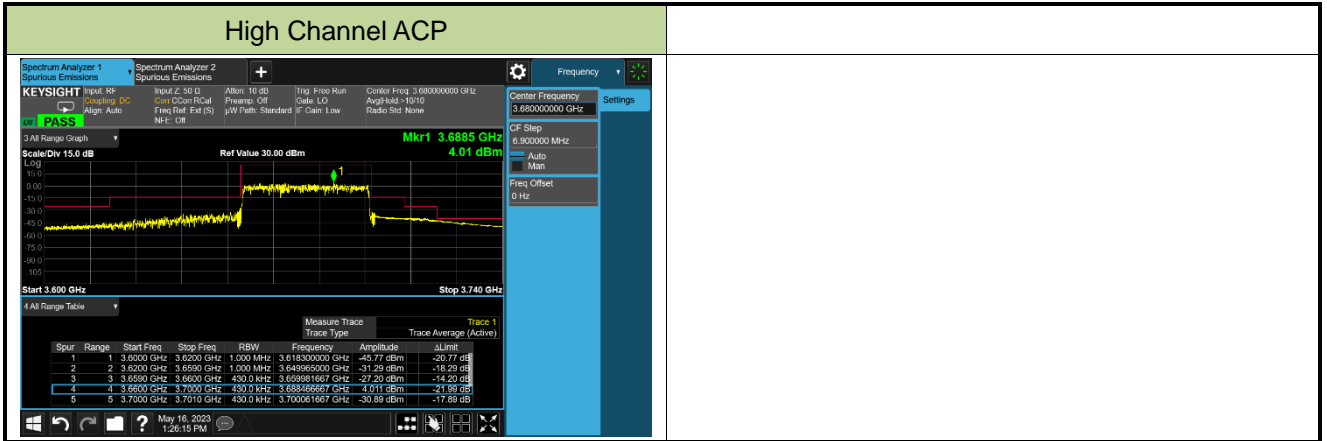 High Channel ACP
Spectrum Analyzer 1
Spurious Emissions
Spectrum Analyzer 2
Spurious Emissions
Frequency
KEYSIGHT
Input: RF
Coupling: DC
Align: Auto
Input Z: 50 Ω
Corr CCorr RCal
Freq Ref: Ext (S)
NFE: Off
Atten: 10 dB
Preamp: Off
µW Path: Standard
Trig: Free Run
Gate: LO
IF Gain: Low
Center Freq: 3.680000000 GHz
Avg|Hold:>10/10
Radio Std: None
PASS
Center Frequency
3.680000000 GHz
Settings
CF Step
6.900000 MHz
Auto
Man
Freq Offset
0 Hz
3 All Range Graph
Mkr1 3.6885 GHz
Scale/Div 15.0 dB
Ref Value 30.00 dBm
4.01 dBm
Log
15.0
0.00
-15.0
-30.0
-45.0
-60.0
-75.0
-90.0
-105
1
Start 3.600 GHz
Stop 3.740 GHz
4 All Range Table
Measure Trace Trace 1
Trace Type Trace Average (Active)
Spur Range Start Freq Stop Freq RBW Frequency Amplitude ΔLimit
1 1 3.6000 GHz 3.6200 GHz 1.000 MHz 3.618300000 GHz -45.77 dBm -20.77 dB
2 2 3.6200 GHz 3.6590 GHz 1.000 MHz 3.649965000 GHz -31.29 dBm -18.29 dB
3 3 3.6590 GHz 3.6600 GHz 430.0 kHz 3.659981667 GHz -27.20 dBm -14.20 dB
4 4 3.6600 GHz 3.7000 GHz 430.0 kHz 3.688466667 GHz 4.011 dBm -21.99 dB
5 5 3.7000 GHz 3.7010 GHz 430.0 kHz 3.700061667 GHz -30.89 dBm -17.89 dB
May 16, 2023
1:26:15 PM